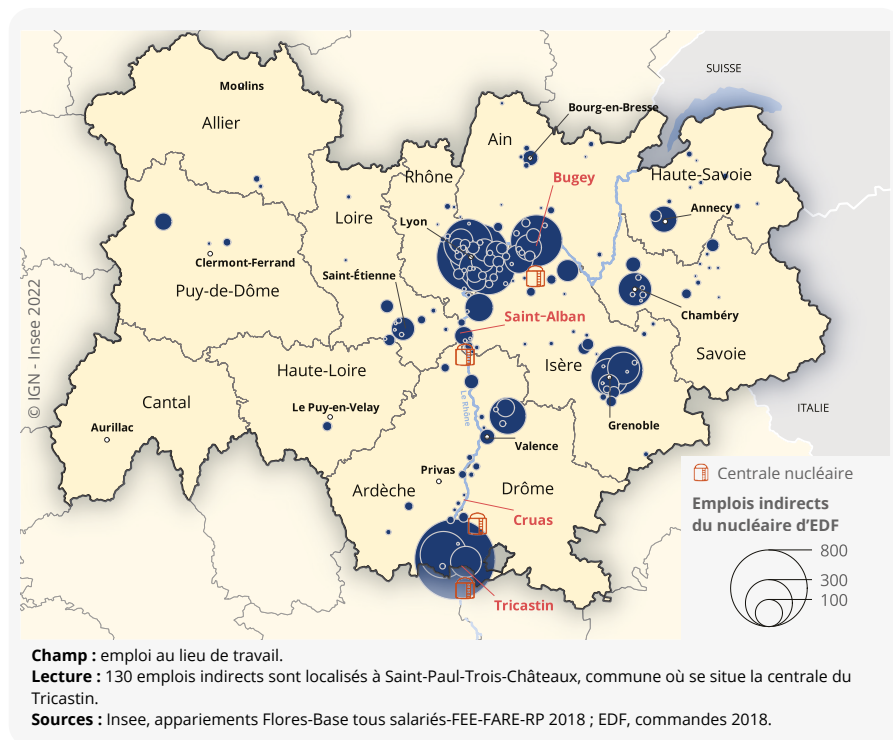 SUISSE
Moulins
Bourg-en-Bresse
Allier
Ain
Rhône
Haute-Savoie
Bugey
Annecy
Loire
Lyon
Clermont-Ferrand
Saint-Étienne
Puy-de-Dôme
Chambéry
Saint-Alban
Savoie
Isère
Haute-Loire
Cantal
Le Rhône
Le Puy-en-Velay
ITALIE
Aurillac
Grenoble
Valence
Privas
Ardèche
Drôme
Cruas
Tricastin
© IGN - Insee 2022
Centrale nucléaire
Emplois indirects
du nucléaire d’EDF
800
300
100
Champ : emploi au lieu de travail.
Lecture : 130 emplois indirects sont localisés à Saint-Paul-Trois-Châteaux, commune où se situe la centrale du
Tricastin.
Sources : Insee, appariements Flores-Base tous salariés-FEE-FARE-RP 2018 ; EDF, commandes 2018.